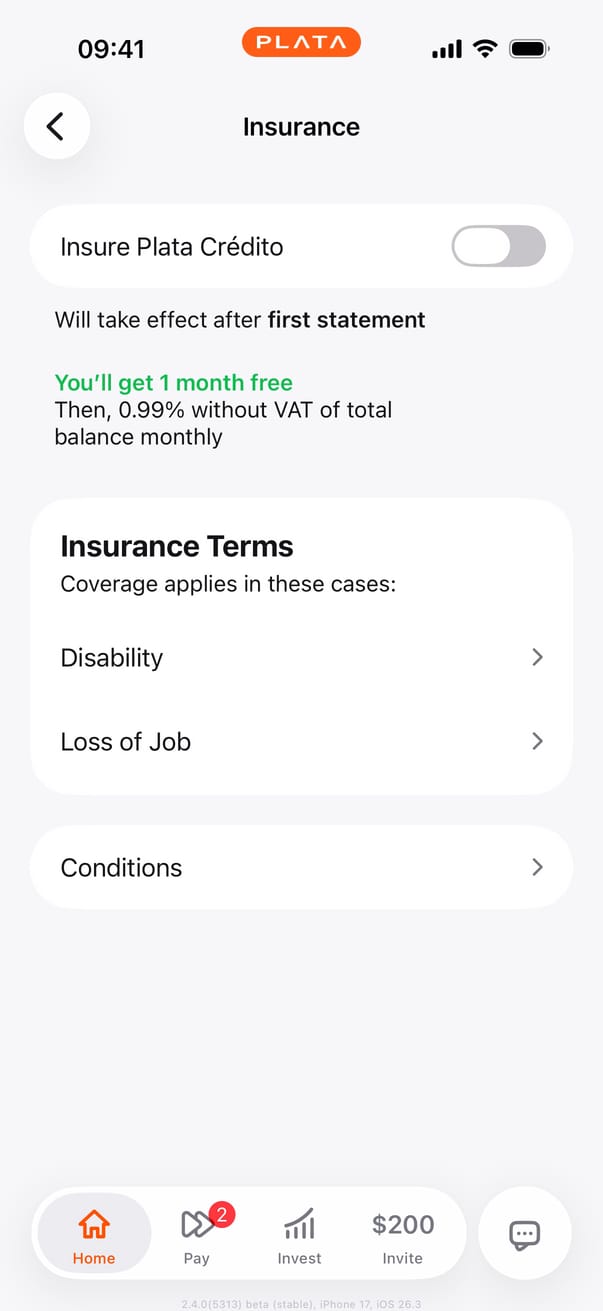 09:41
PLATA
Insurance
Insure Plata Crédito
Will take effect after first statement
You’ll get 1 month free
Then, 0.99% without VAT of total
balance monthly
Insurance Terms
Coverage applies in these cases:
Disability
Loss of Job
Conditions
2
$200
Home
Pay
Invest
Invite
2.4.0(5313) beta (stable), iPhone 17, iOS 26.3